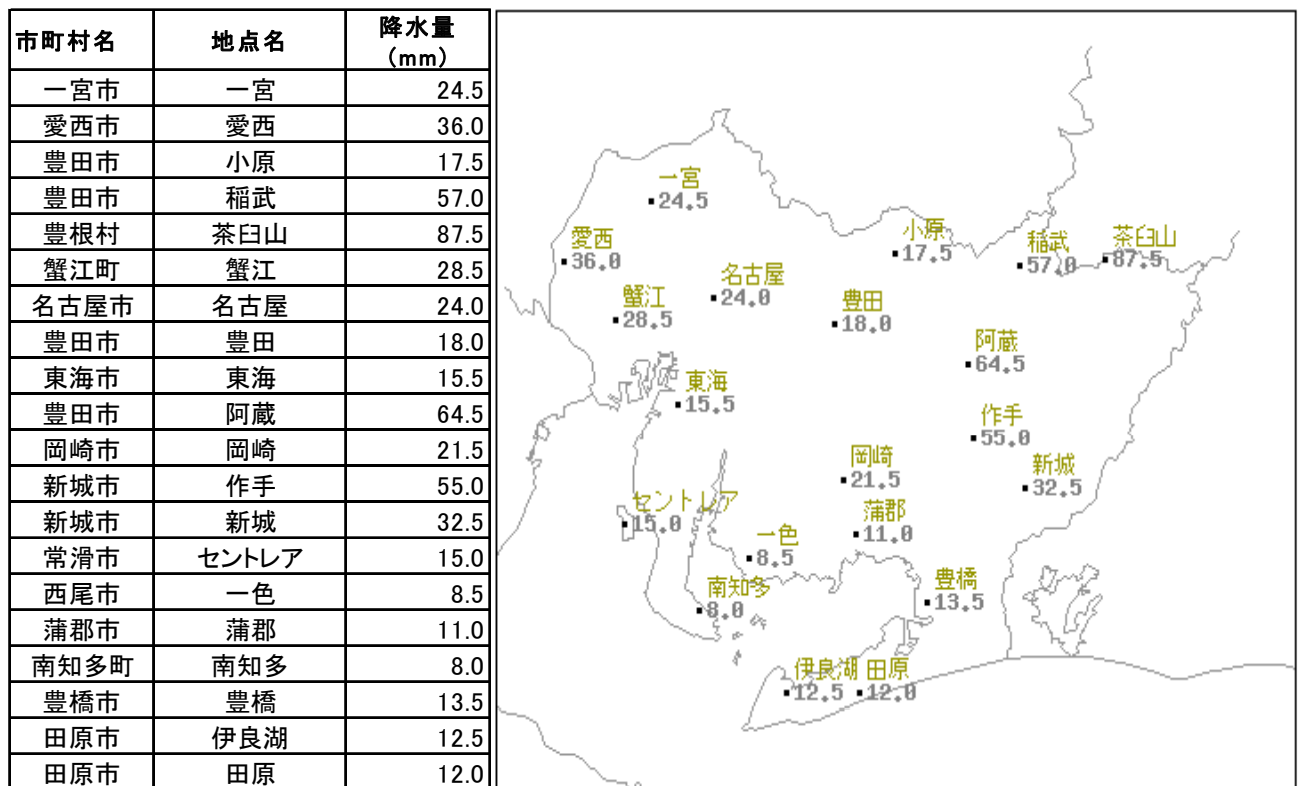 市町村名 地点名 降水量
(mm)
一宮市 一宮 24.5
愛西市 愛西 36.0
豊田市 小原 17.5
豊田市 稲武 57.0
豊根村 茶臼山 87.5
蟹江町 蟹江 28.5
名古屋市 名古屋 24.0
豊田市 豊田 18.0
東海市 東海 15.5
豊田市 阿蔵 64.5
岡崎市 岡崎 21.5
新城市 作手 55.0
新城市 新城 32.5
常滑市 セントレア 15.0
西尾市 一色 8.5
蒲郡市 蒲郡 11.0
南知多町 南知多 8.0
豊橋市 豊橋 13.5
田原市 伊良湖 12.5
田原市 田原 12.0
一宮
24.5
愛西
36.0
小原
17.5
稲武
57.0
茶臼山
87.5
名古屋
24.0
蟹江
28.5
豊田
18.0
阿蔵
64.5
東海
15.5
作手
55.0
岡崎
21.5
新城
32.5
セントレア
15.0
蒲郡
11.0
一色
8.5
南知多
8.0
豊橋
13.5
伊良湖
12.5
田原
12.0